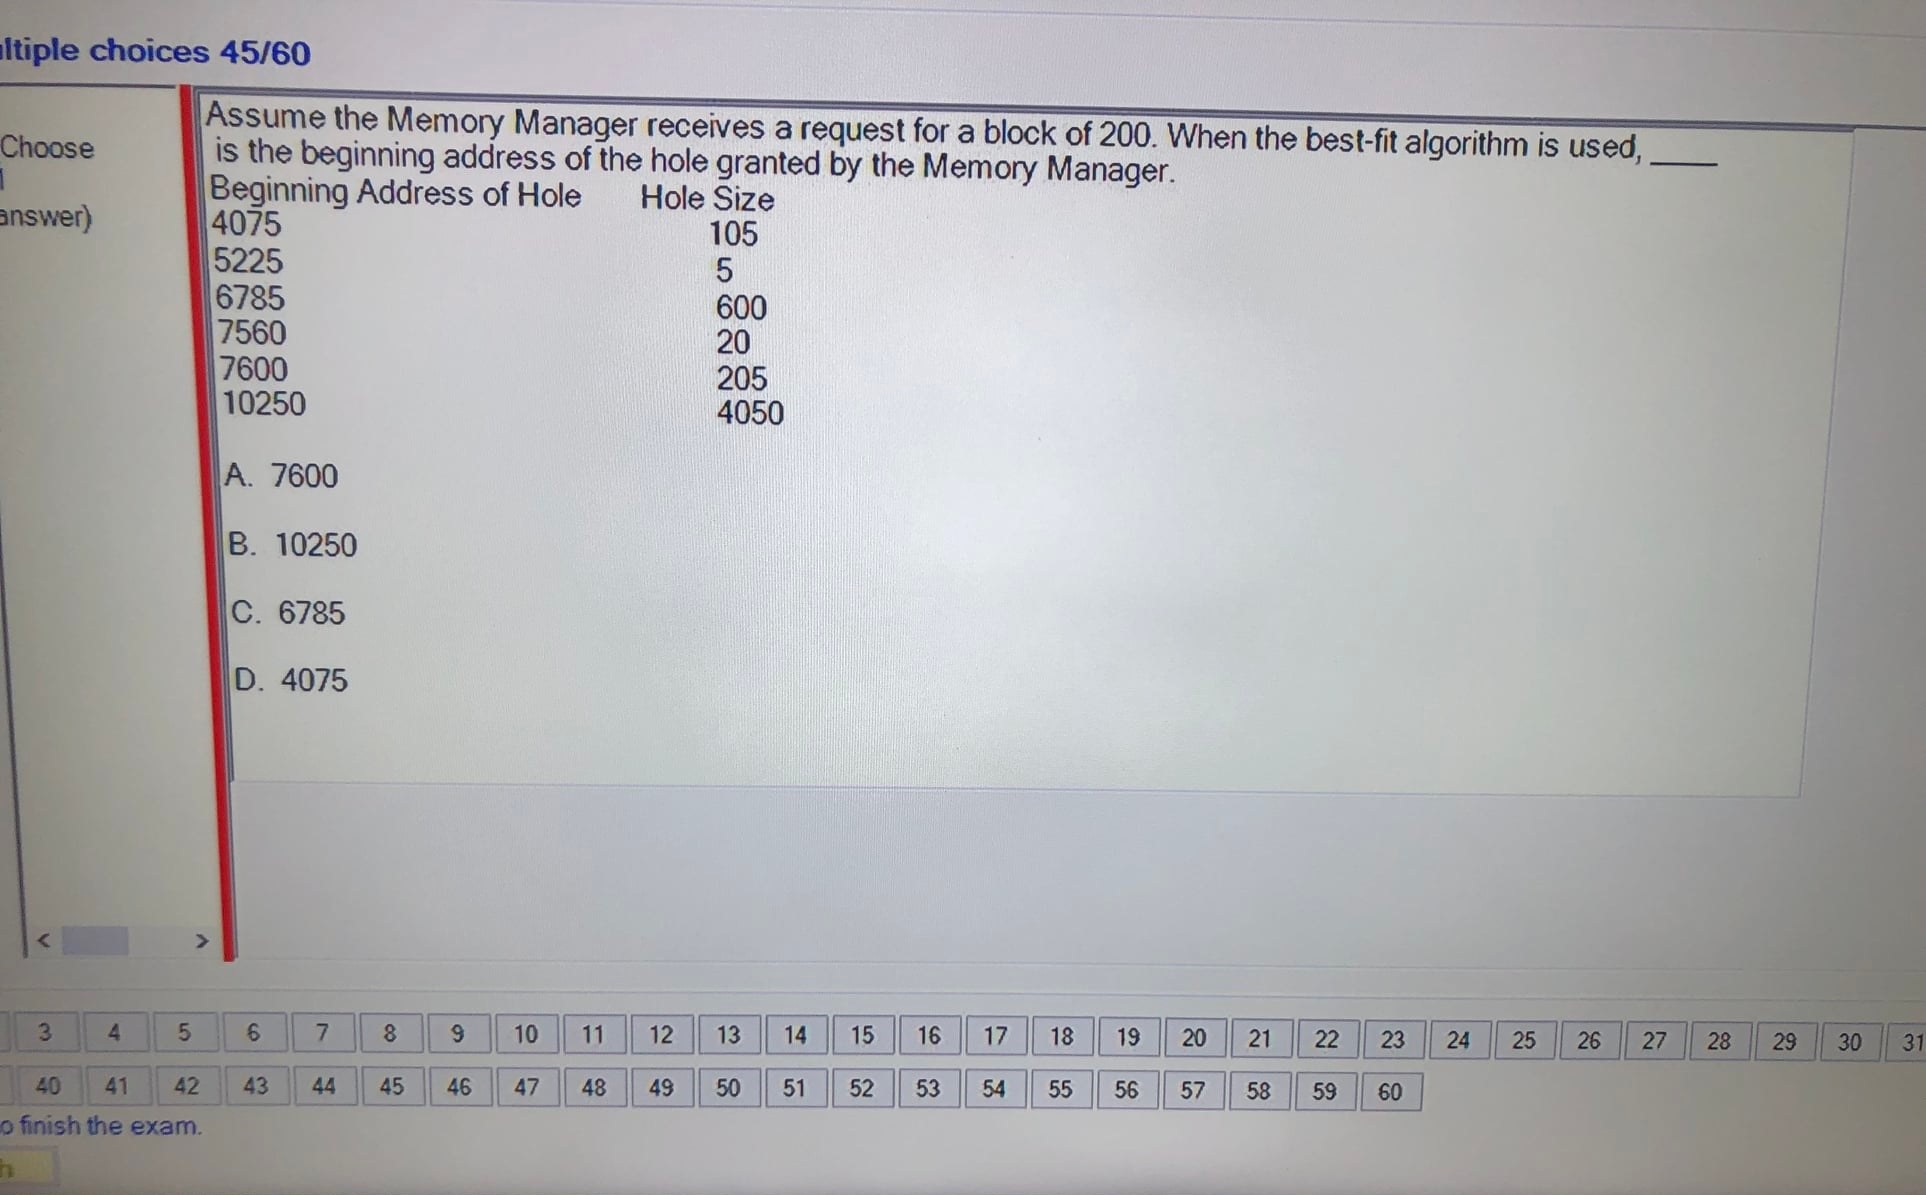 ltiple choices 45/60
Choose
1
answer)
Assume the Memory Manager receives a request for a block of 200. When the best-fit algorithm is used, ____
is the beginning address of the hole granted by the Memory Manager.
Beginning Address of Hole Hole Size
4075 105
5225 5
6785 600
7560 20
7600 205
10250 4050
A. 7600
B. 10250
C. 6785
D. 4075
< >
3 4 5 6 7 8 9 10 11 12 13 14 15 16 17 18 19 20 21 22 23 24 25 26 27 28 29 30 31
40 41 42 43 44 45 46 47 48 49 50 51 52 53 54 55 56 57 58 59 60
o finish the exam.
h